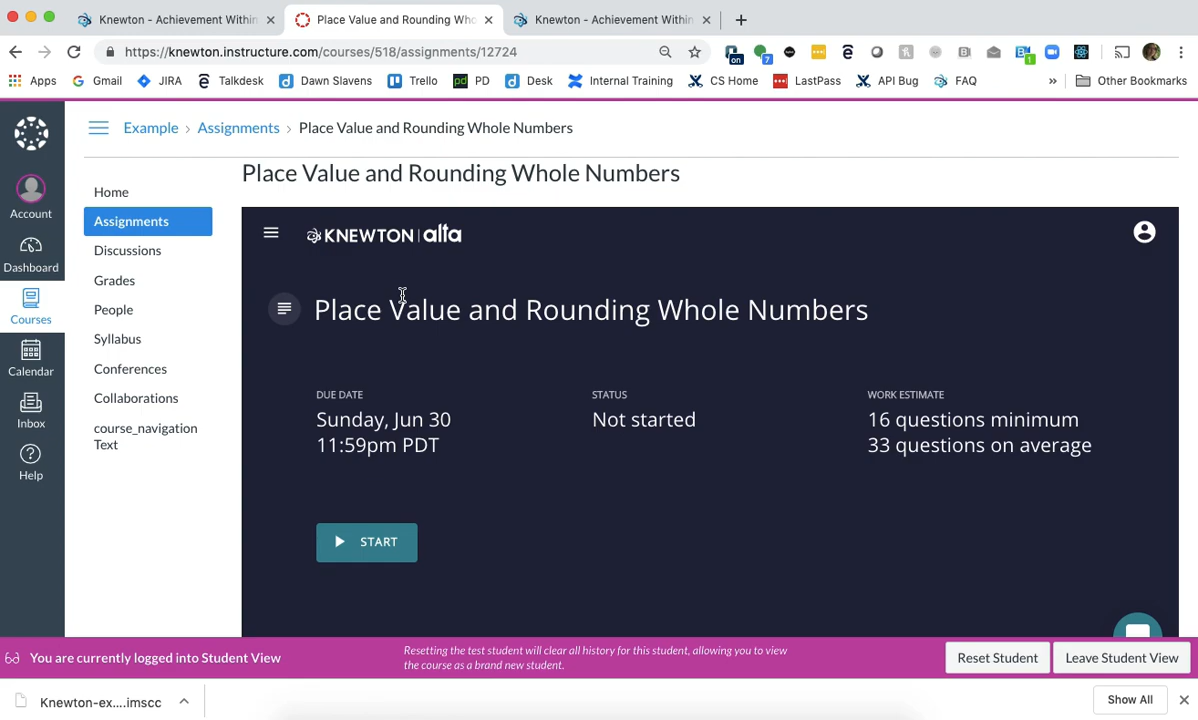 Knewton - Achievement Within
Place Value and Rounding Who
Knewton - Achievement Within
https://knewton.instructure.com/courses/518/assignments/12724
on
7
1
Apps
Gmail
JIRA
Talkdesk
Dawn Slavens
Trello
pd PD
Desk
Internal Training
CS Home
LastPass
API Bug
FAQ
»
Other Bookmarks
Example > Assignments > Place Value and Rounding Whole Numbers
Account
Dashboard
Courses
Calendar
Inbox
Help
Home
Assignments
Discussions
Grades
People
Syllabus
Conferences
Collaborations
course_navigation
Text
Place Value and Rounding Whole Numbers
KNEWTON | alta
Place Value and Rounding Whole Numbers
DUE DATE
Sunday, Jun 30
11:59pm PDT
STATUS
Not started
WORK ESTIMATE
16 questions minimum
33 questions on average
START
You are currently logged into Student View
Resetting the test student will clear all history for this student, allowing you to view
the course as a brand new student.
Reset Student
Leave Student View
Knewton-ex....imscc
Show All